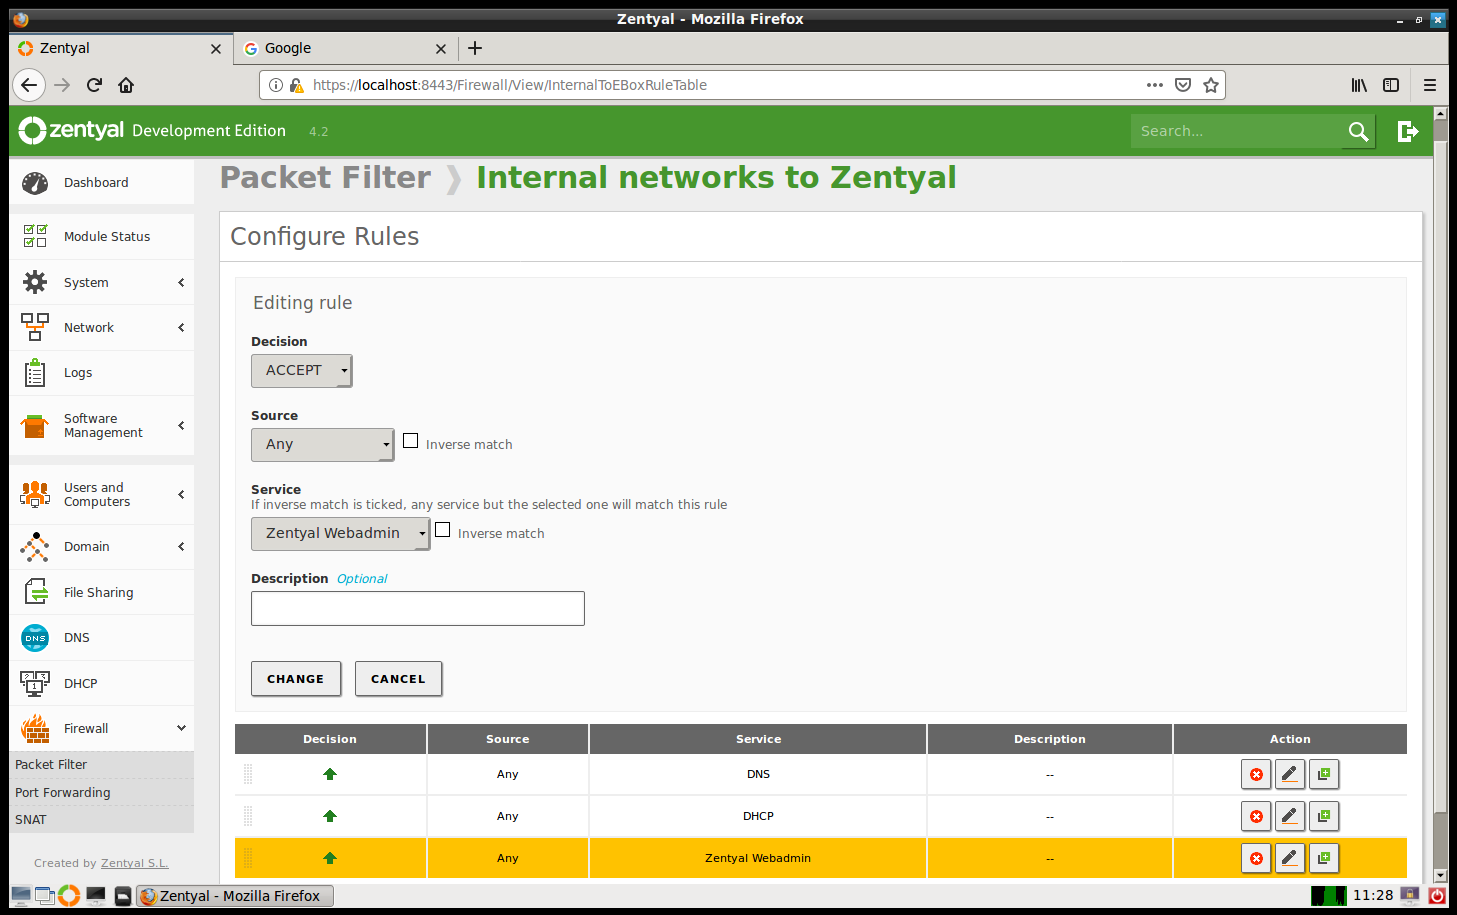 Zentyal - Mozilla Firefox
Zentyal
Google
https://localhost:8443/Firewall/View/InternalToEBoxRuleTable
zentyal Development Edition 4.2
Search...
Packet Filter ❯ Internal networks to Zentyal
Dashboard
Module Status
System
Network
Logs
Software
Management
Users and
Computers
Domain
File Sharing
DNS
DNS
DHCP
1
Firewall
Packet Filter
Port Forwarding
SNAT
Created by Zentyal S.L.
Configure Rules
Editing rule
Decision
ACCEPT
Source
Any
Inverse match
Service
If inverse match is ticked, any service but the selected one will match this rule
Zentyal Webadmin
Inverse match
Description Optional
CHANGE
CANCEL
Decision Source Service Description Action
Any DNS --
Any DHCP --
Any Zentyal Webadmin --
Zentyal - Mozilla Firefox
11:28